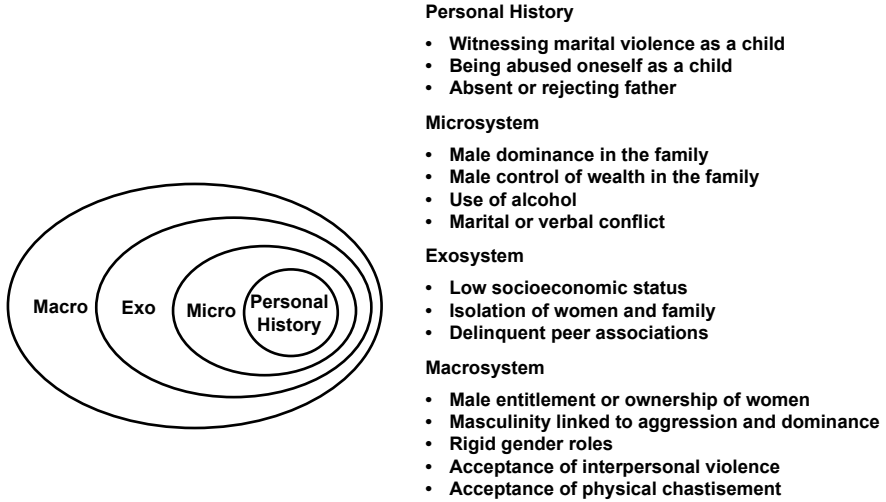 Personal History
• Witnessing marital violence as a child
• Being abused oneself as a child
• Absent or rejecting father
Microsystem
• Male dominance in the family
• Male control of wealth in the family
• Use of alcohol
• Marital or verbal conflict
Exosystem
• Low socioeconomic status
• Isolation of women and family
• Delinquent peer associations
Macrosystem
• Male entitlement or ownership of women
• Masculinity linked to aggression and dominance
• Rigid gender roles
• Acceptance of interpersonal violence
• Acceptance of physical chastisement
Macro
Exo
Micro
Personal
History